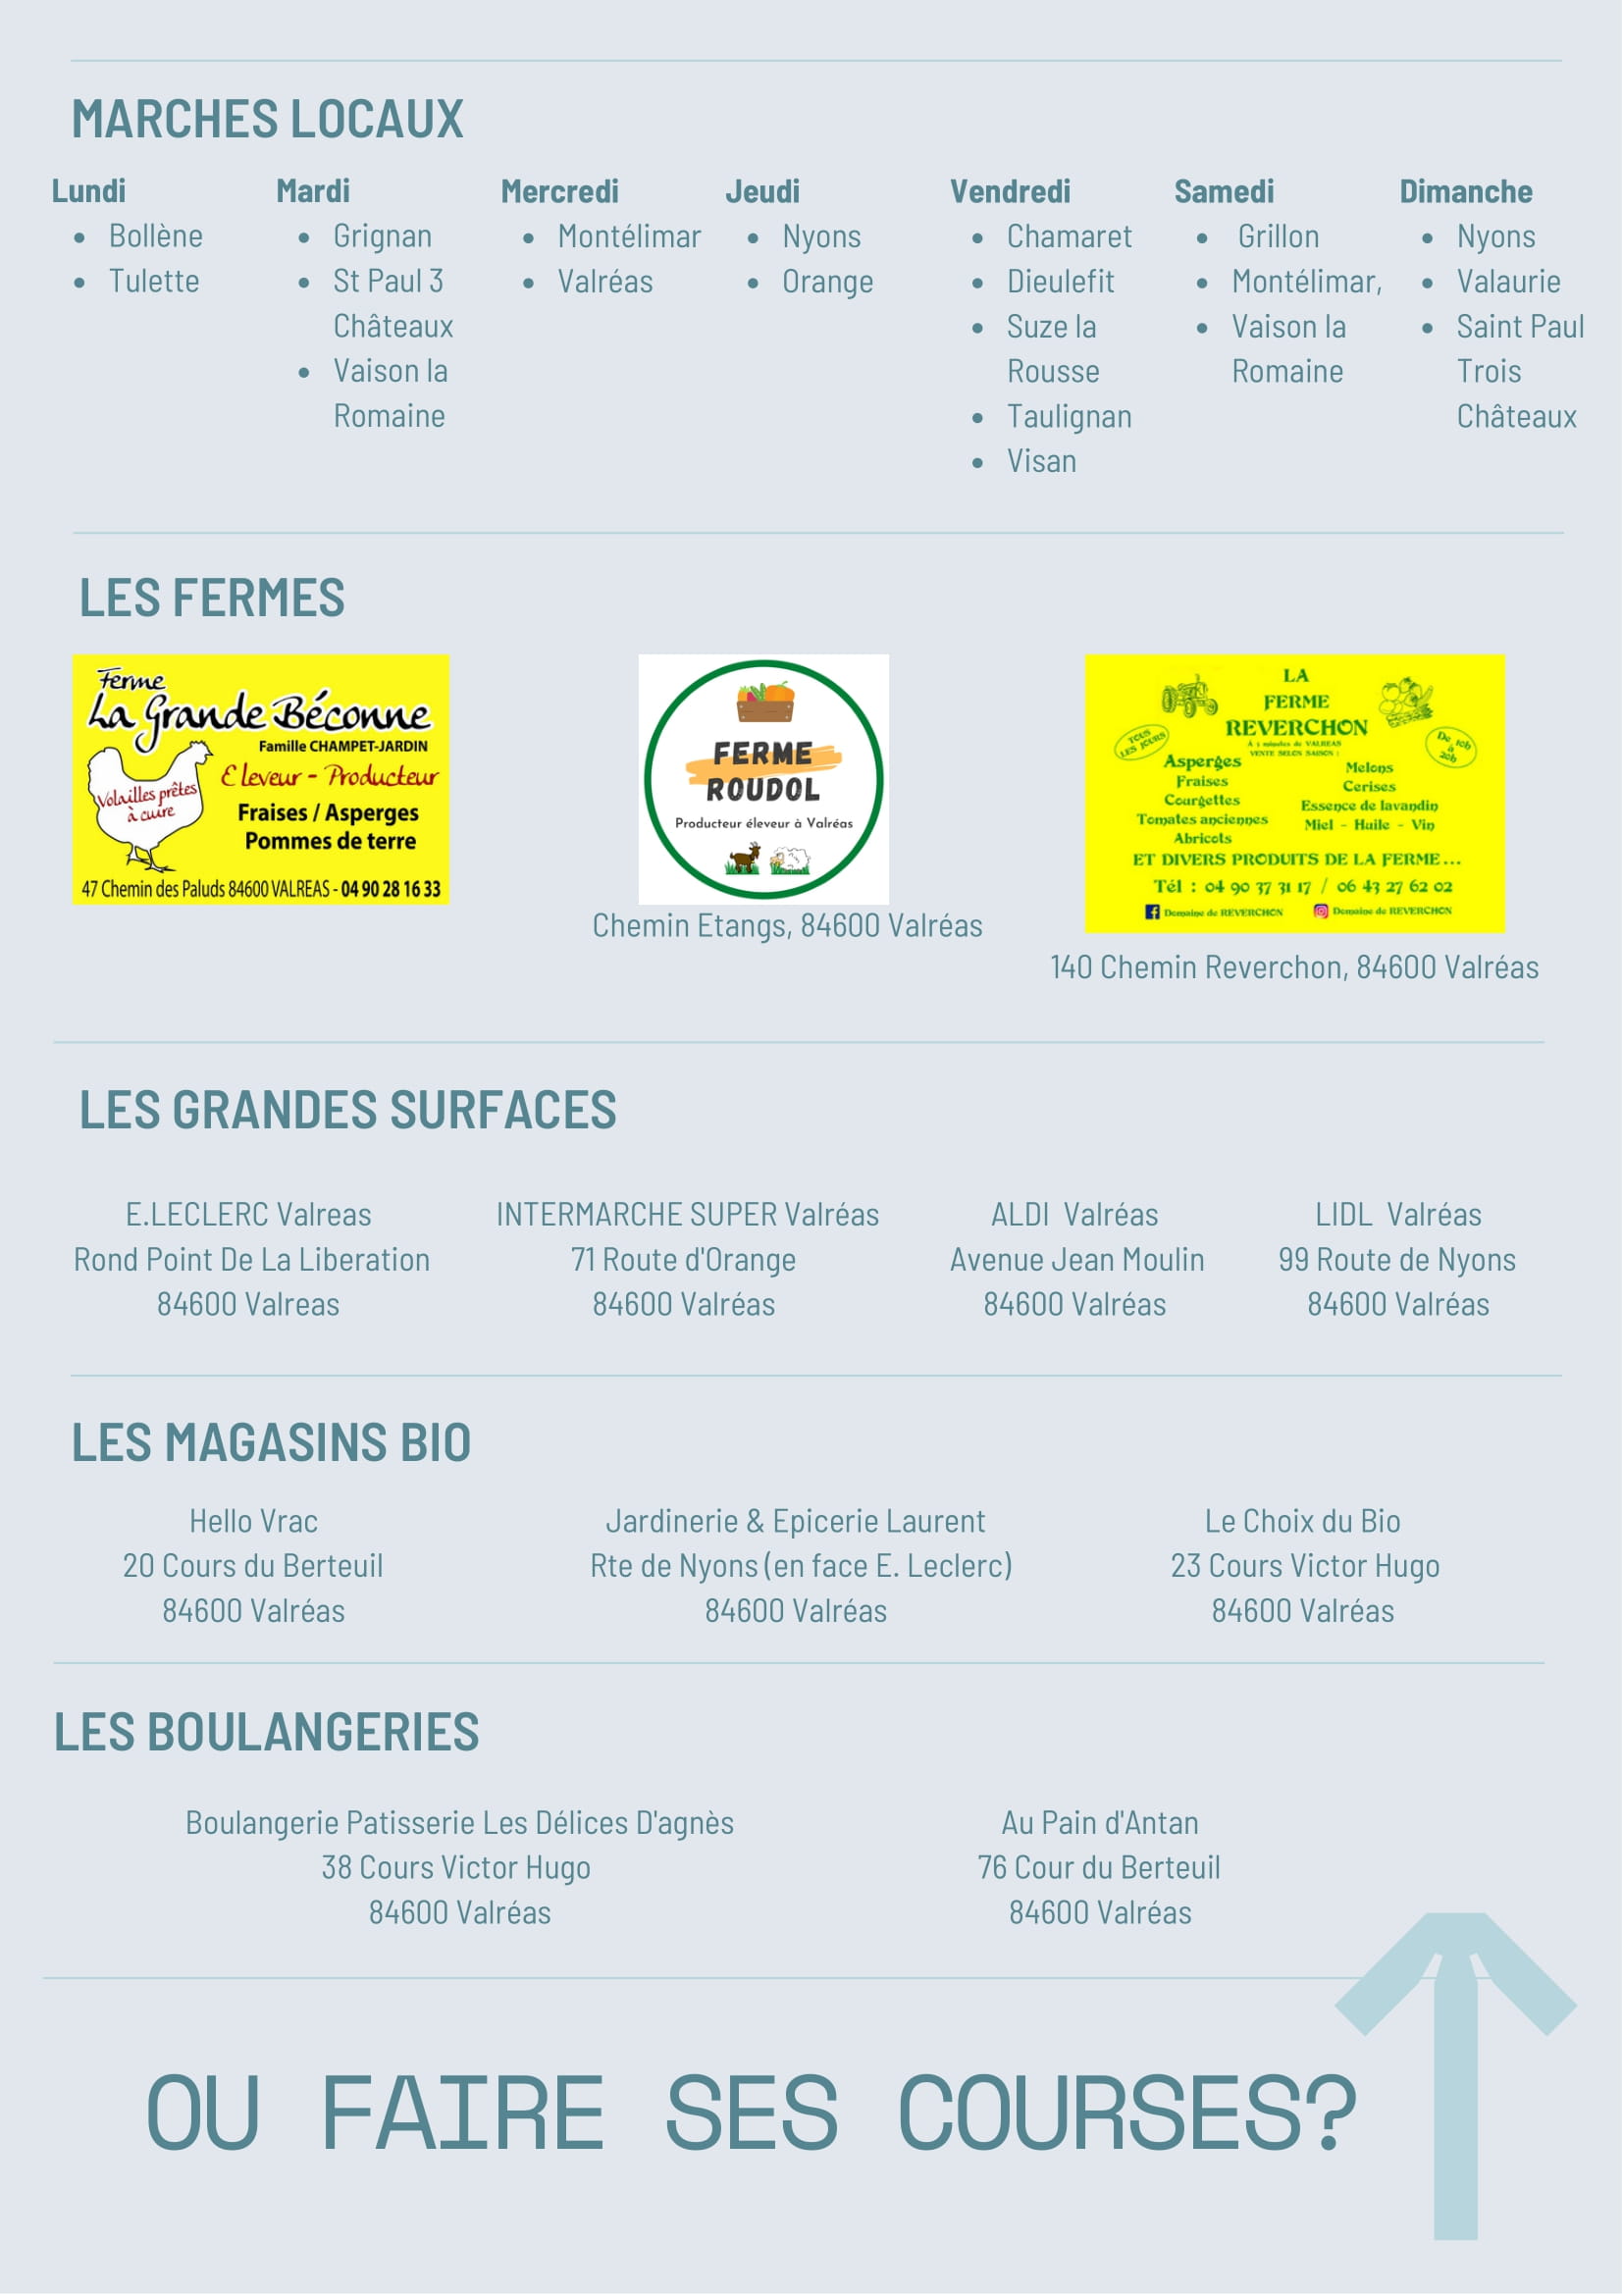 MARCHES LOCAUX
Lundi
Bollène
Tulette
Mardi
Grignan
St Paul 3
Châteaux
Vaison la
Romaine
Mercredi
Montélimar
Valréas
Jeudi
Nyons
Orange
Vendredi
Chamaret
Dieulefit
Suze la
Rousse
Taulignan
Visan
Samedi
Grillon
Montélimar,
Vaison la
Romaine
Dimanche
Nyons
Valaurie
Saint Paul
Trois
Châteaux
LES FERMES
Ferme
La Grande Béconne
Famille CHAMPET-JARDIN
Eleveur - Producteur
Volailles prêtes
à cuire
Fraises / Asperges
Pommes de terre
47 Chemin des Paluds 84600 VALREAS - 04 90 28 16 33
FERME
ROUDOL
Producteur éleveur à Valréas
Chemin Etangs, 84600 Valréas
LA
FERME
REVERCHON
À 5 minutes de VALREAS
VENTE SELON SAISON :
TOUS
LES JOURS
De 10h
à
20h
Asperges
Fraises
Courgettes
Tomates anciennes
Abricots
Melons
Cerises
Essence de lavandin
Miel - Huile - Vin
ET DIVERS PRODUITS DE LA FERME...
Tél : 04 90 37 31 17 / 06 43 27 62 02
Domaine de REVERCHON
Domaine de REVERCHON
140 Chemin Reverchon, 84600 Valréas
LES GRANDES SURFACES
E.LECLERC Valreas
Rond Point De La Liberation
84600 Valreas
INTERMARCHE SUPER Valréas
71 Route d'Orange
84600 Valréas
ALDI Valréas
Avenue Jean Moulin
84600 Valréas
LIDL Valréas
99 Route de Nyons
84600 Valréas
LES MAGASINS BIO
Hello Vrac
20 Cours du Berteuil
84600 Valréas
Jardinerie & Epicerie Laurent
Rte de Nyons (en face E. Leclerc)
84600 Valréas
Le Choix du Bio
23 Cours Victor Hugo
84600 Valréas
LES BOULANGERIES
Boulangerie Patisserie Les Délices D'agnès
38 Cours Victor Hugo
84600 Valréas
Au Pain d'Antan
76 Cour du Berteuil
84600 Valréas
OU FAIRE SES COURSES?